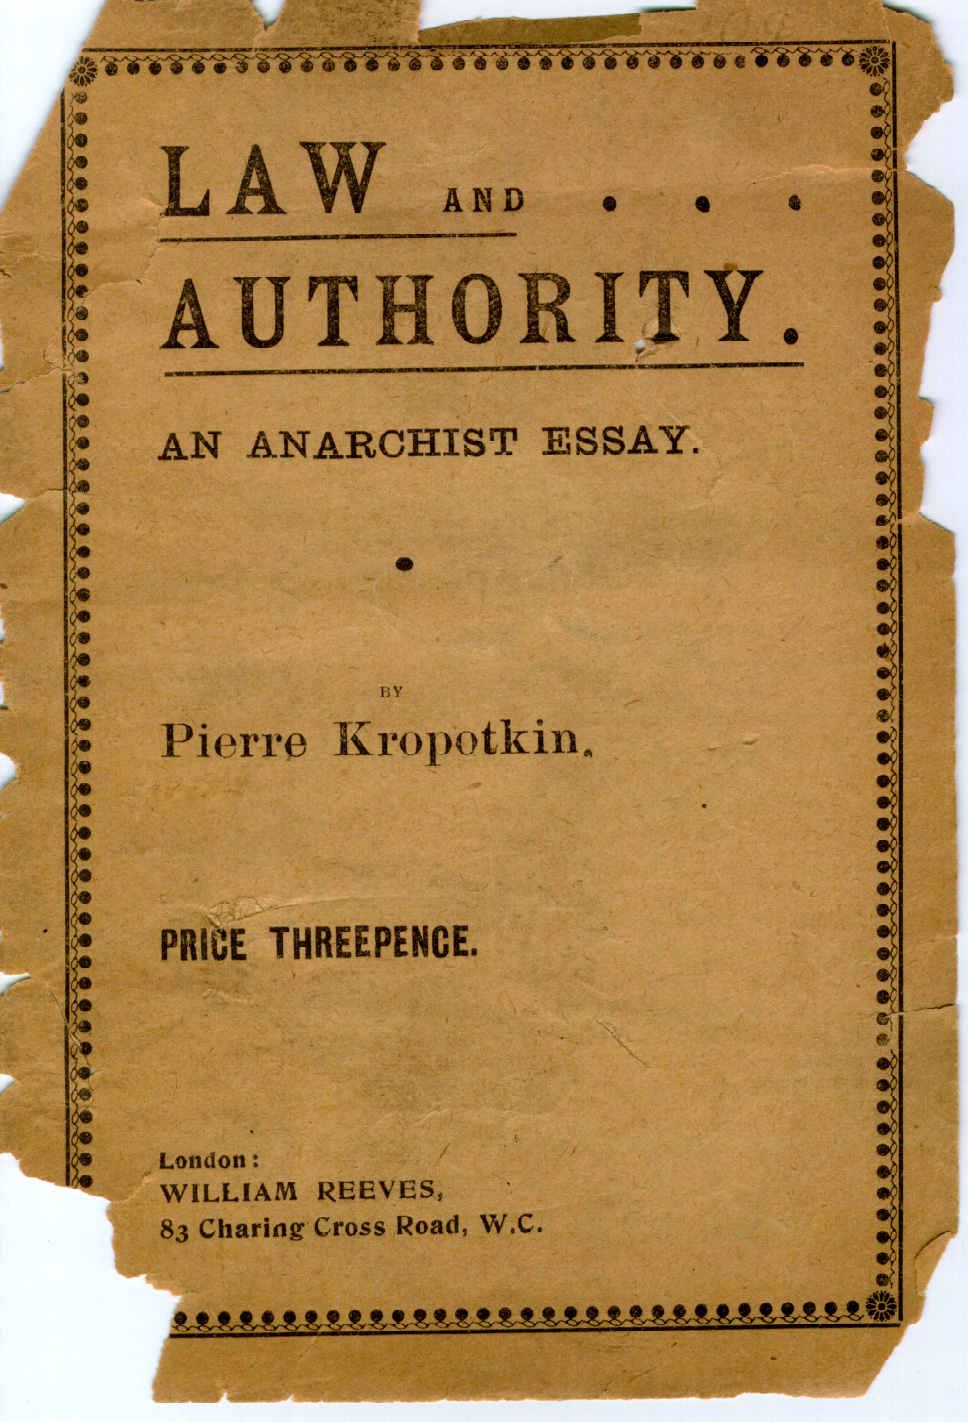 LAW AND . . .
AUTHORITY.
AN ANARCHIST ESSAY.
BY
Pierre Kropotkin.
PRICE THREEPENCE.
London:
WILLIAM REEVES,
83 Charing Cross Road, W.C.